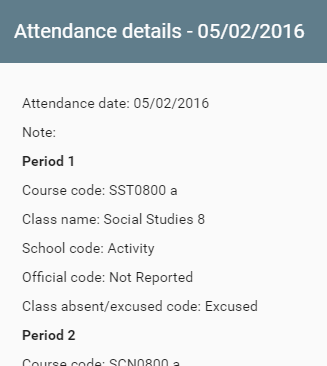 Attendance details - 05/02/2016
Attendance date: 05/02/2016
Note:
Period 1
Course code: SST0800 a
Class name: Social Studies 8
School code: Activity
Official code: Not Reported
Class absent/excused code: Excused
Period 2
Course code: SCN0800 a